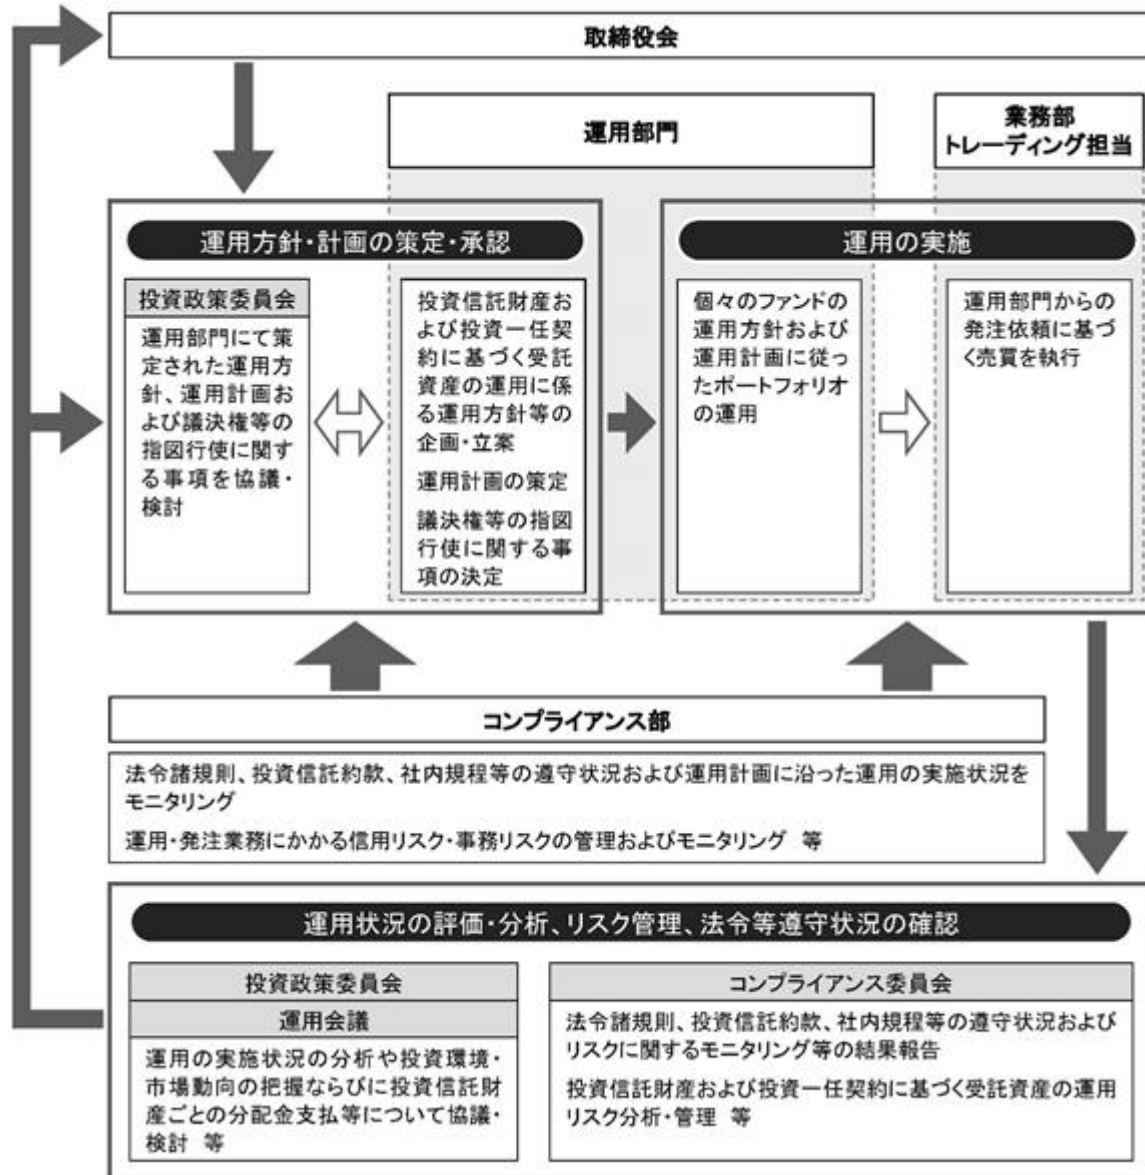 取締役会
運用部門
業務部
トレーディング担当
運用方針・計画の策定・承認
投資政策委員会
運用部門にて策
定された運用方
針、運用計画お
よび議決権等の
指図行使に関す
る事項を協議・
検討
投資信託財産お
よび投資一任契
約に基づく受託
資産の運用に係
る運用方針等の
企画・立案
運用計画の策定
議決権等の指図
行使に関する事
項の決定
運用の実施
個々のファンドの
運用方針および
運用計画に従っ
たポートフォリオ
の運用
運用部門からの
発注依頼に基づ
く売買を執行
コンプライアンス部
法令諸規則、投資信託約款、社内規程等の遵守状況および運用計画に沿った運用の実施状況を
モニタリング
運用・発注業務にかかる信用リスク・事務リスクの管理およびモニタリング 等
運用状況の評価・分析、リスク管理、法令等遵守状況の確認
投資政策委員会
運用会議
運用の実施状況の分析や投資環境・
市場動向の把握ならびに投資信託財
産ごとの分配金支払等について協議・
検討 等
コンプライアンス委員会
法令諸規則、投資信託約款、社内規程等の遵守状況および
リスクに関するモニタリング等の結果報告
投資信託財産および投資一任契約に基づく受託資産の運用
リスク分析・管理 等